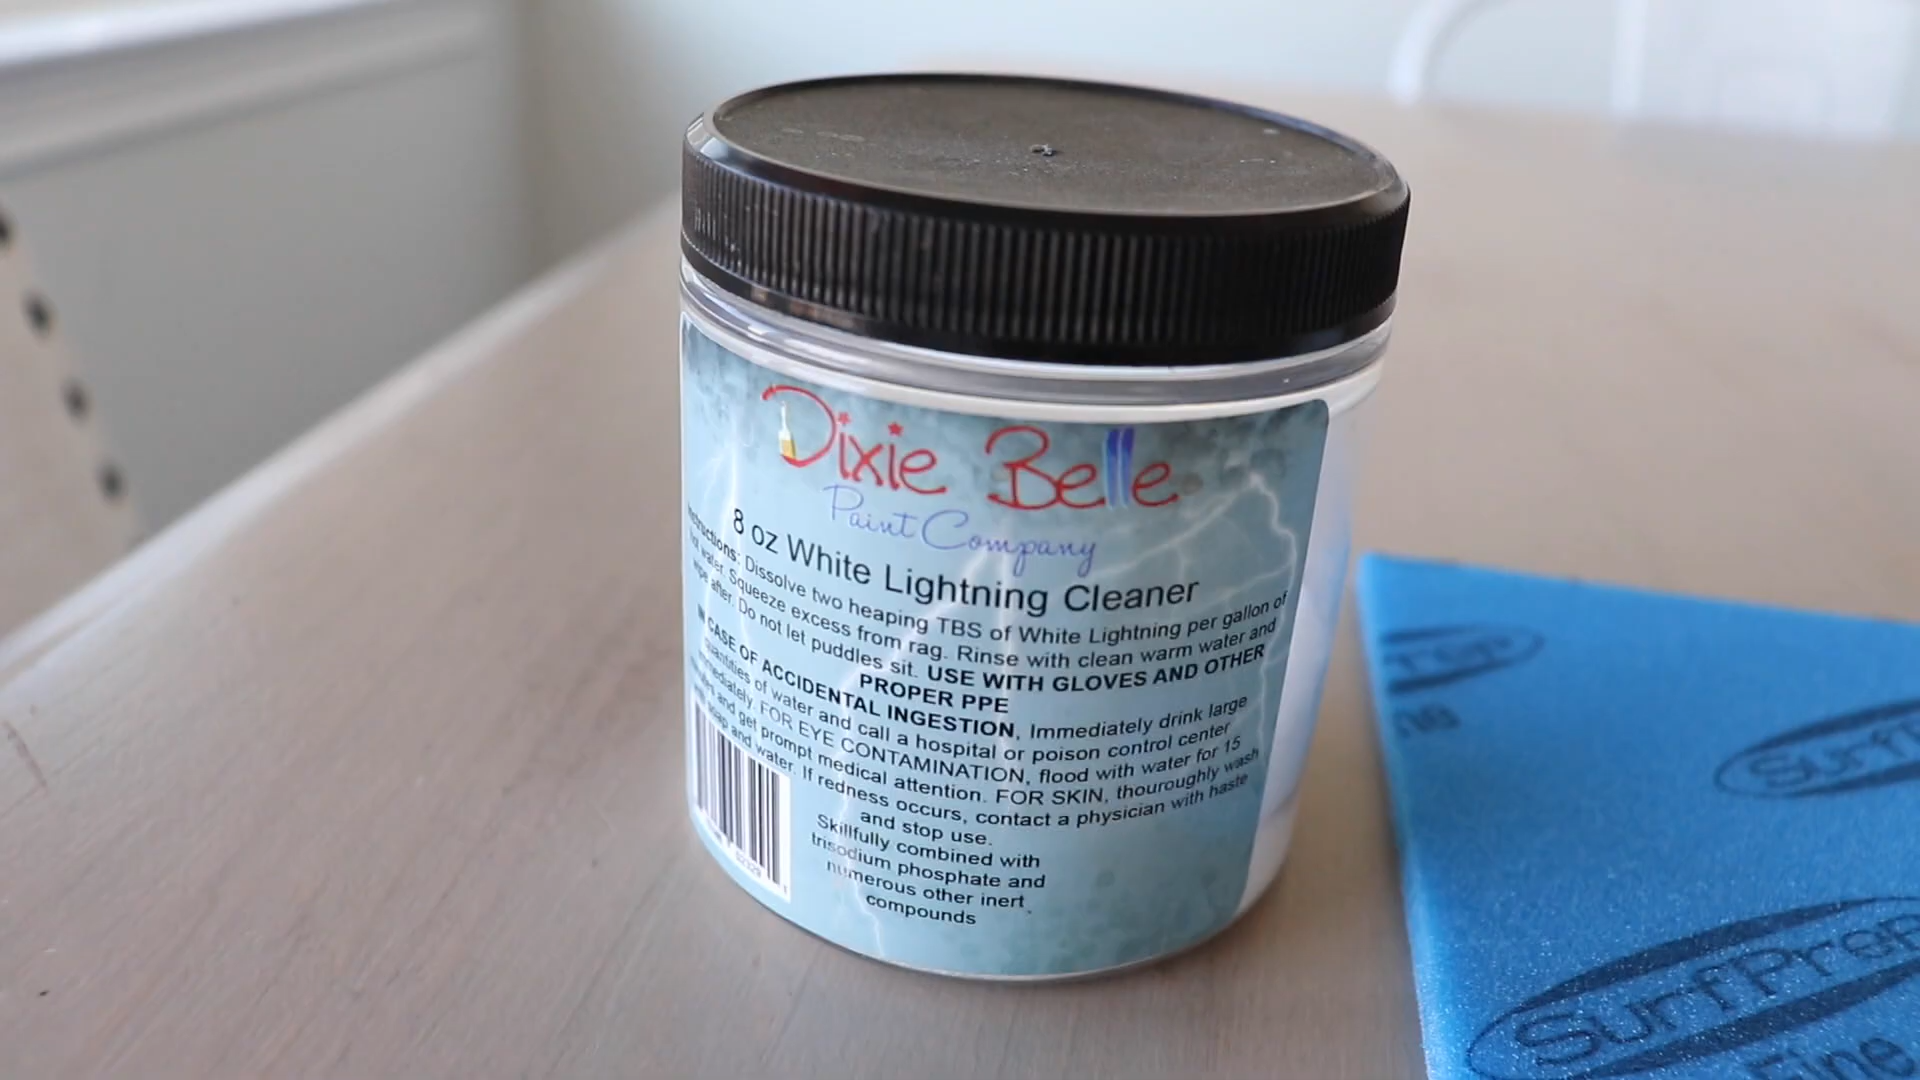 Dixie Belle
Paint Company
8 oz White Lightning Cleaner
Instructions: Dissolve two heaping TBS of White Lightning per gallon of
hot water. Squeeze excess from rag. Rinse with clean warm water and
wipe after. Do not let puddles sit. USE WITH GLOVES AND OTHER
PROPER PPE
CASE OF ACCIDENTAL INGESTION, Immediately drink large
quantities of water and call a hospital or poison control center
immediately. FOR EYE CONTAMINATION, flood with water for 15
and get prompt medical attention. FOR SKIN, thouroughly wash
soap and water. If redness occurs, contact a physician with haste
and stop use.
Skillfully combined with
trisodium phosphate and
numerous other inert
compounds
SurfPrep
Fine